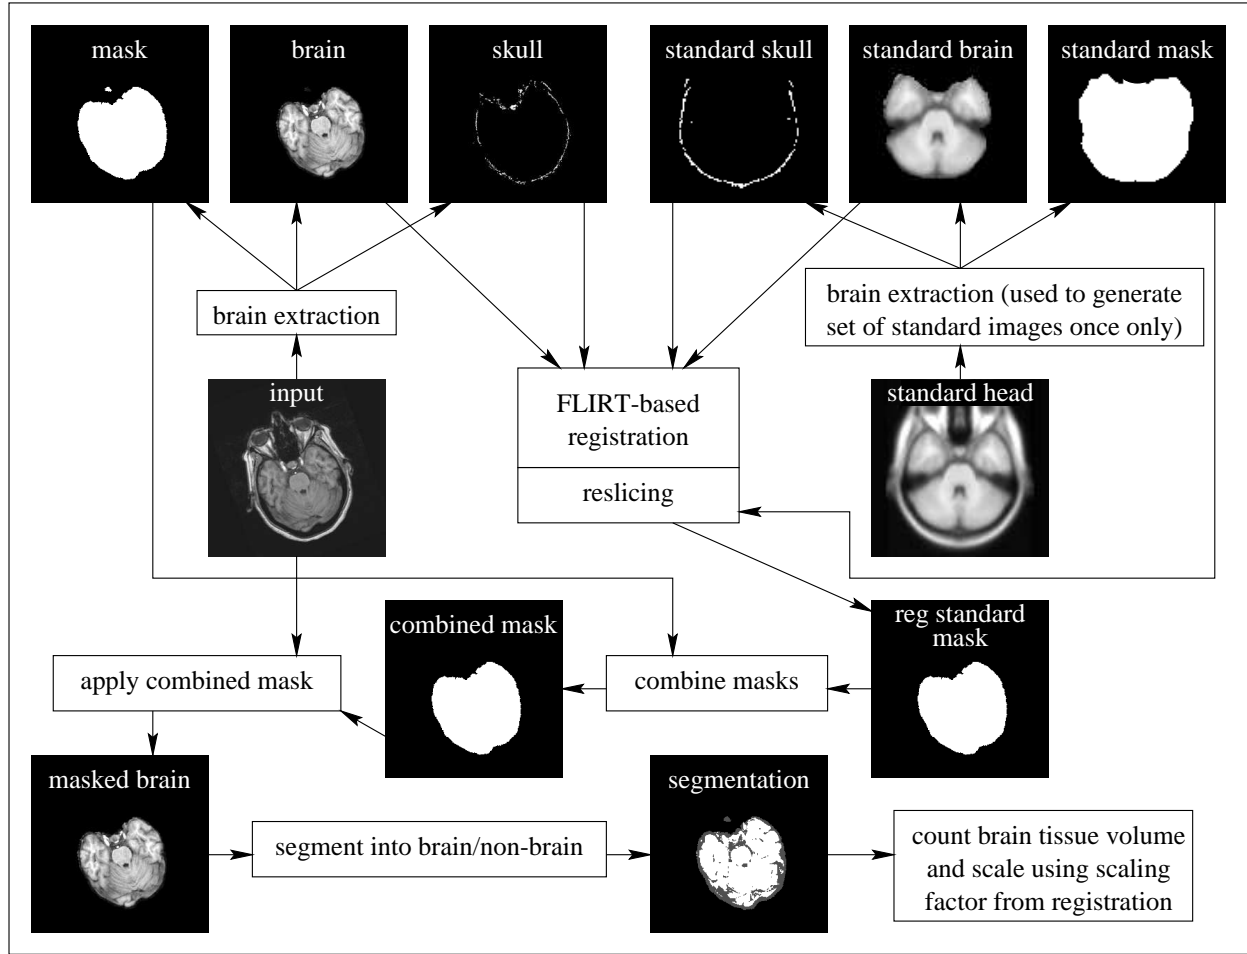 mask
brain
skull
standard skull
standard brain
standard mask
brain extraction
brain extraction (used to generate
set of standard images once only)
input
FLIRT-based
registration
reslicing
standard head
combined mask
reg standard
mask
apply combined mask
combine masks
masked brain
segment into brain/non-brain
segmentation
count brain tissue volume
and scale using scaling
factor from registration